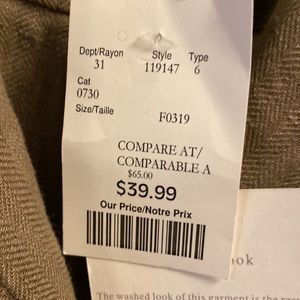 Dept/Rayon Style Type
31 119147 6
Cat
0730
Size/Taille F0319
COMPARE AT/
COMPARABLE A
$65.00
$39.99
Our Price/Notre Prix
ook
The washed look of this garment is the